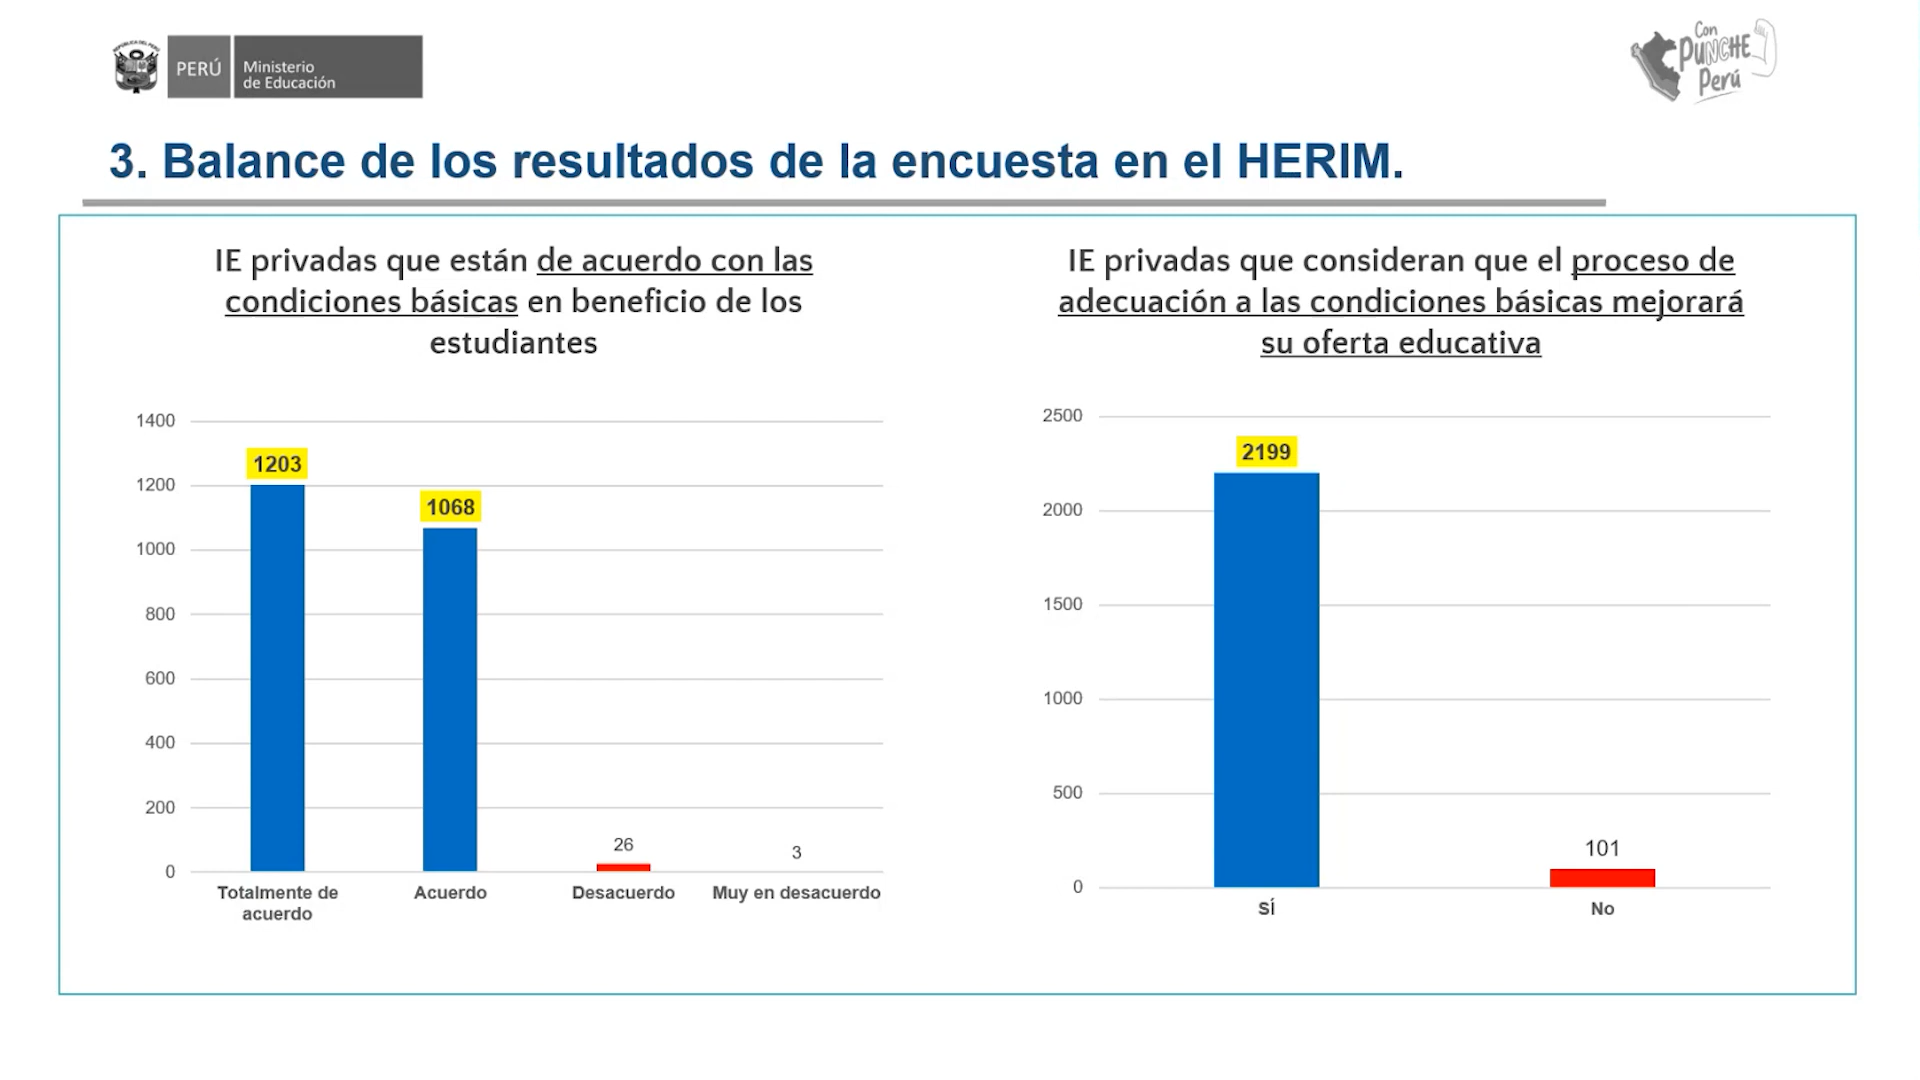 REPÚBLICA DEL PERÚ
PERÚ
Ministerio
de Educación
Con
PUNCHE
Perú
3. Balance de los resultados de la encuesta en el HERIM.
IE privadas que están de acuerdo con las
condiciones básicas en beneficio de los
estudiantes
1400
1200
1000
800
600
400
200
0
1203
1068
26
3
Totalmente de
acuerdo
Acuerdo
Desacuerdo
Muy en desacuerdo
IE privadas que consideran que el proceso de
adecuación a las condiciones básicas mejorará
su oferta educativa
2500
2000
1500
1000
500
0
2199
101
SÍ
No